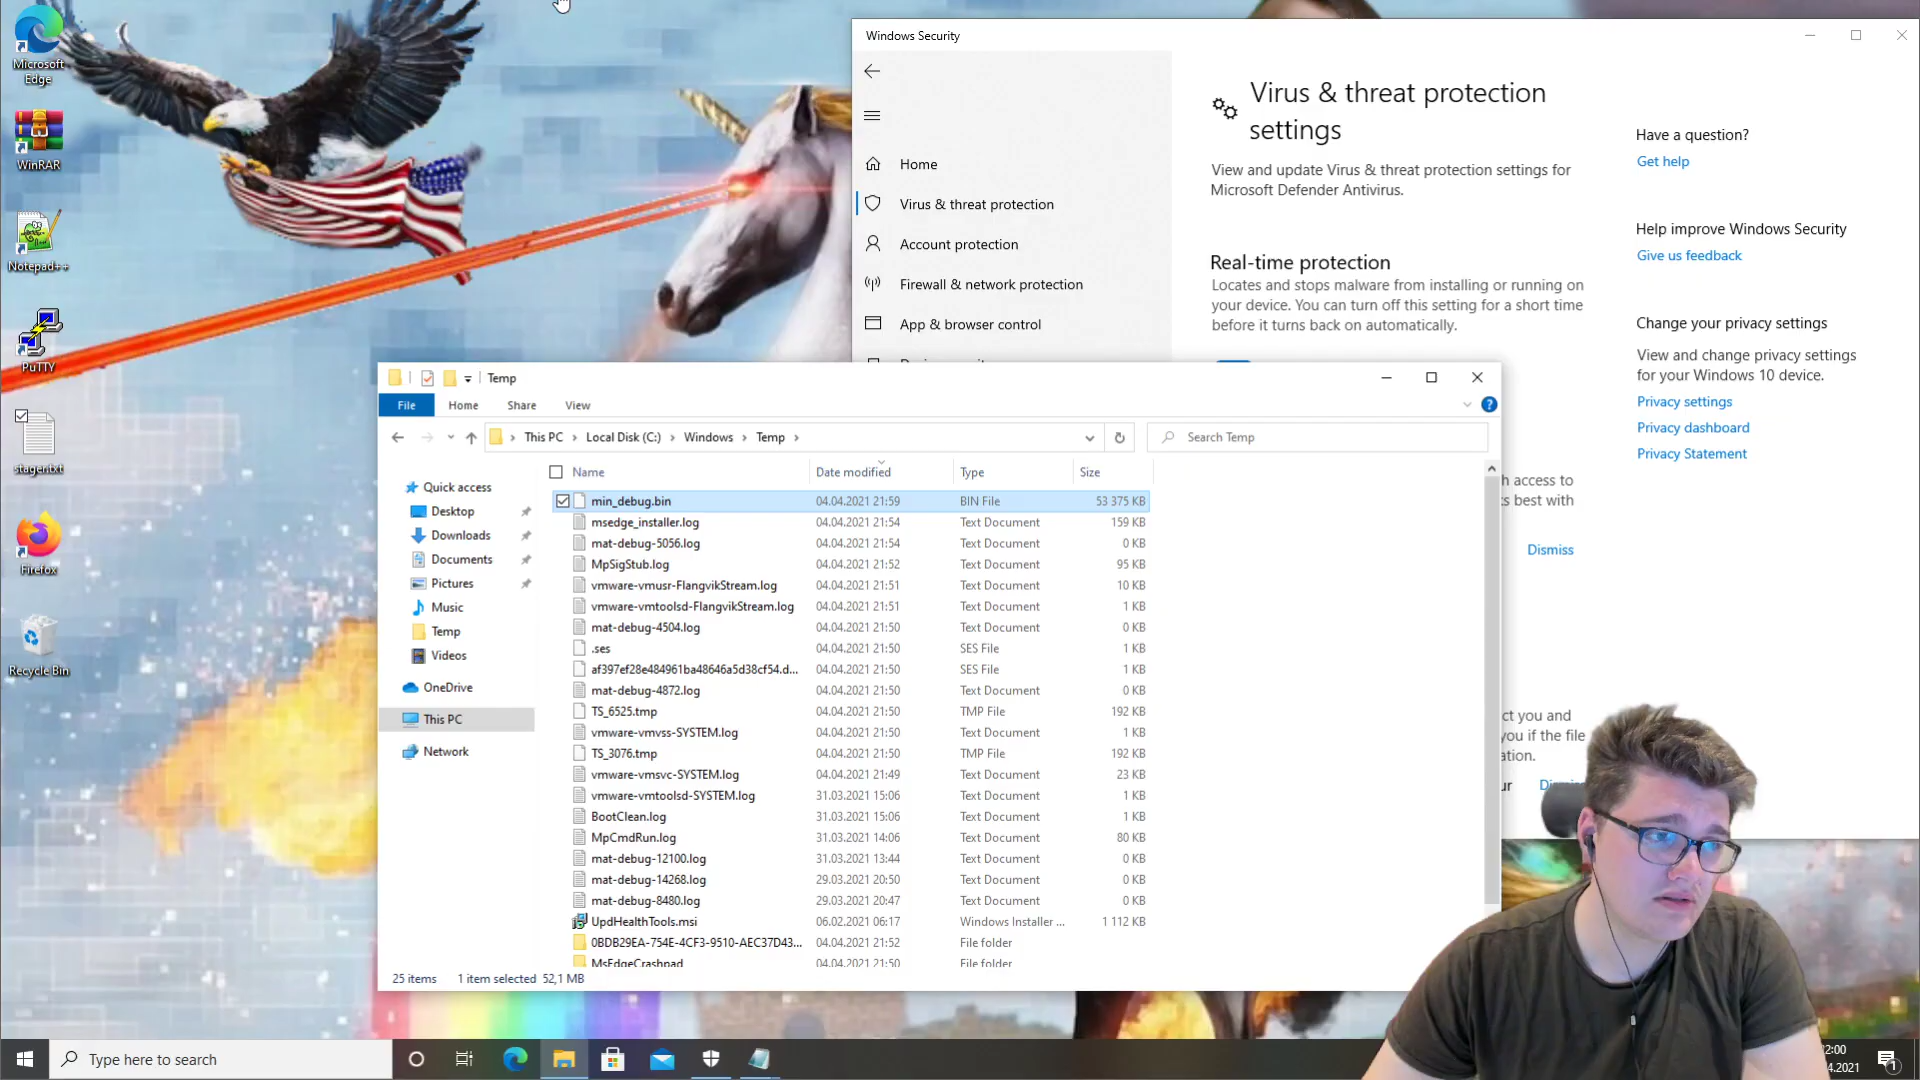 Microsoft
Edge
WinRAR
Notepad++
PuTTY
stager.txt
Firefox
Recycle Bin
Windows Security
Home
Virus & threat protection
Account protection
Firewall & network protection
App & browser control
Virus & threat protection
settings
View and update Virus & threat protection settings for
Microsoft Defender Antivirus.
Real-time protection
Locates and stops malware from installing or running on
your device. You can turn off this setting for a short time
before it turns back on automatically.
Have a question?
Get help
Help improve Windows Security
Give us feedback
Change your privacy settings
View and change privacy settings
for your Windows 10 device.
Privacy settings
Privacy dashboard
Privacy Statement
h access to
s best with
Dismiss
ct you and
you if the file
ation.
ur
Temp
File Home Share View
This PC Local Disk (C:) Windows Temp
Search Temp
Quick access
Desktop
Downloads
Documents
Pictures
Music
Temp
Videos
OneDrive
This PC
Network
Name Date modified Type Size
min_debug.bin 04.04.2021 21:59 BIN File 53 375 KB
msedge_installer.log 04.04.2021 21:54 Text Document 159 KB
mat-debug-5056.log 04.04.2021 21:54 Text Document 0 KB
MpSigStub.log 04.04.2021 21:52 Text Document 95 KB
vmware-vmusr-FlangvikStream.log 04.04.2021 21:51 Text Document 10 KB
vmware-vmtoolsd-FlangvikStream.log 04.04.2021 21:51 Text Document 1 KB
mat-debug-4504.log 04.04.2021 21:50 Text Document 0 KB
.ses 04.04.2021 21:50 SES File 1 KB
af397ef28e484961ba48646a5d38cf54.d... 04.04.2021 21:50 SES File 1 KB
mat-debug-4872.log 04.04.2021 21:50 Text Document 0 KB
TS_6525.tmp 04.04.2021 21:50 TMP File 192 KB
vmware-vmvss-SYSTEM.log 04.04.2021 21:50 Text Document 1 KB
TS_3076.tmp 04.04.2021 21:50 TMP File 192 KB
vmware-vmsvc-SYSTEM.log 04.04.2021 21:49 Text Document 23 KB
vmware-vmtoolsd-SYSTEM.log 31.03.2021 15:06 Text Document 1 KB
BootClean.log 31.03.2021 15:06 Text Document 1 KB
MpCmdRun.log 31.03.2021 14:06 Text Document 80 KB
mat-debug-12100.log 31.03.2021 13:44 Text Document 0 KB
mat-debug-14268.log 29.03.2021 20:50 Text Document 0 KB
mat-debug-8480.log 29.03.2021 20:47 Text Document 0 KB
UpdHealthTools.msi 06.02.2021 06:17 Windows Installer ... 1 112 KB
0BDB29EA-754E-4CF3-9510-AEC37D43... 04.04.2021 21:52 File folder
MsEdgeCrashpad 04.04.2021 21:50 File folder
25 items 1 item selected 52,1 MB
Type here to search
2:00
.4.2021
1